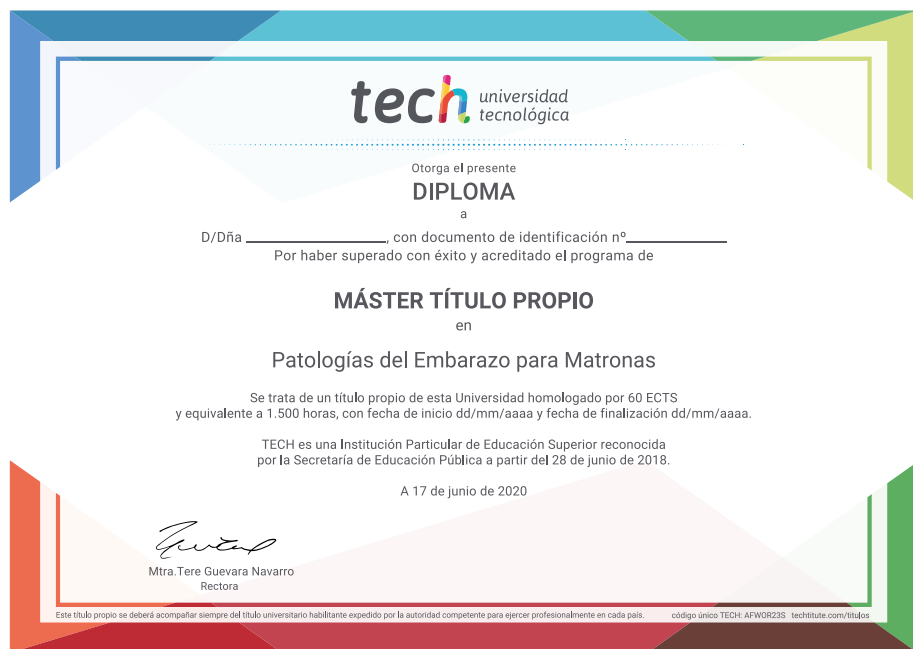 tech universidad
tecnológica
Otorga el presente
DIPLOMA
a
D/Dña ____________, con documento de identificación nº____________
Por haber superado con éxito y acreditado el programa de
MÁSTER TÍTULO PROPIO
en
Patologías del Embarazo para Matronas
Se trata de un título propio de esta Universidad homologado por 60 ECTS
y equivalente a 1.500 horas, con fecha de inicio dd/mm/aaaa y fecha de finalización dd/mm/aaaa.
TECH es una Institución Particular de Educación Superior reconocida
por la Secretaría de Educación Pública a partir del 28 de junio de 2018.
A 17 de junio de 2020
Mtra.Tere Guevara Navarro
Rectora
Este título propio se deberá acompañar siempre del título universitario habilitante expedido por la autoridad competente para ejercer profesionalmente en cada país. código único TECH: AFWOR23S techtitute.com/titulos